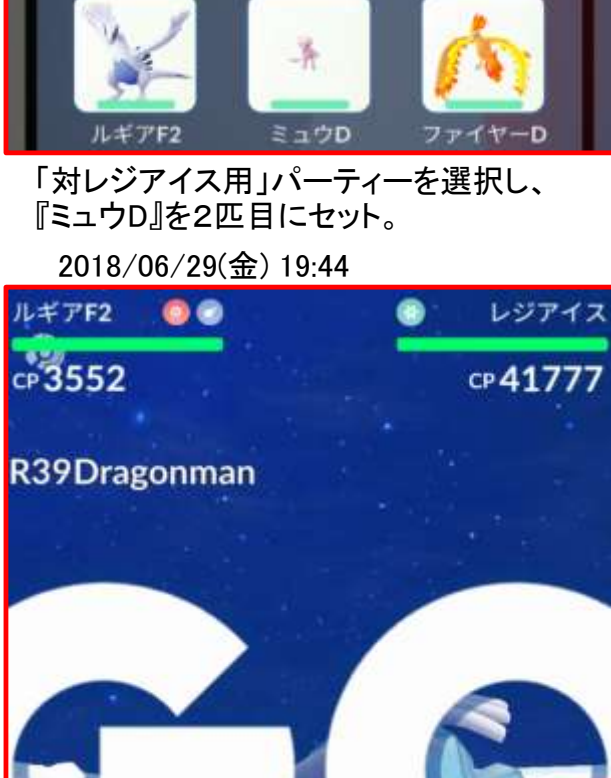 ルギアF2 ミュウD ファイヤーD
「対レジアイス用」パーティーを選択し、
『ミュウD』を2匹目にセット。
2018/06/29(金) 19:44
ルギアF2 レジアイス
CP3552 CP41777
R39Dragonman
GO